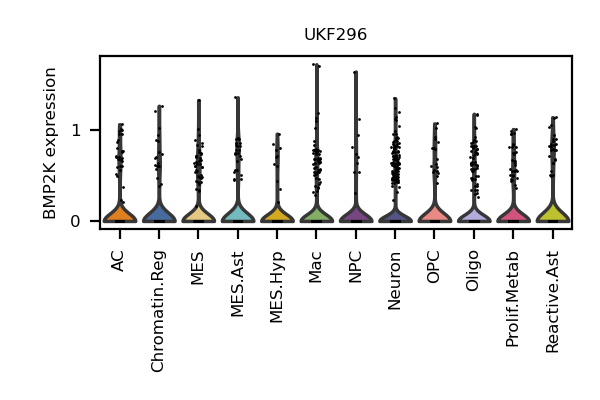 UKF296
BMP2K expression
1
0
AC
Chromatin.Reg
MES
MES.Ast
MES.Hyp
Mac
NPC
Neuron
OPC
Oligo
Prolif.Metab
Reactive.Ast